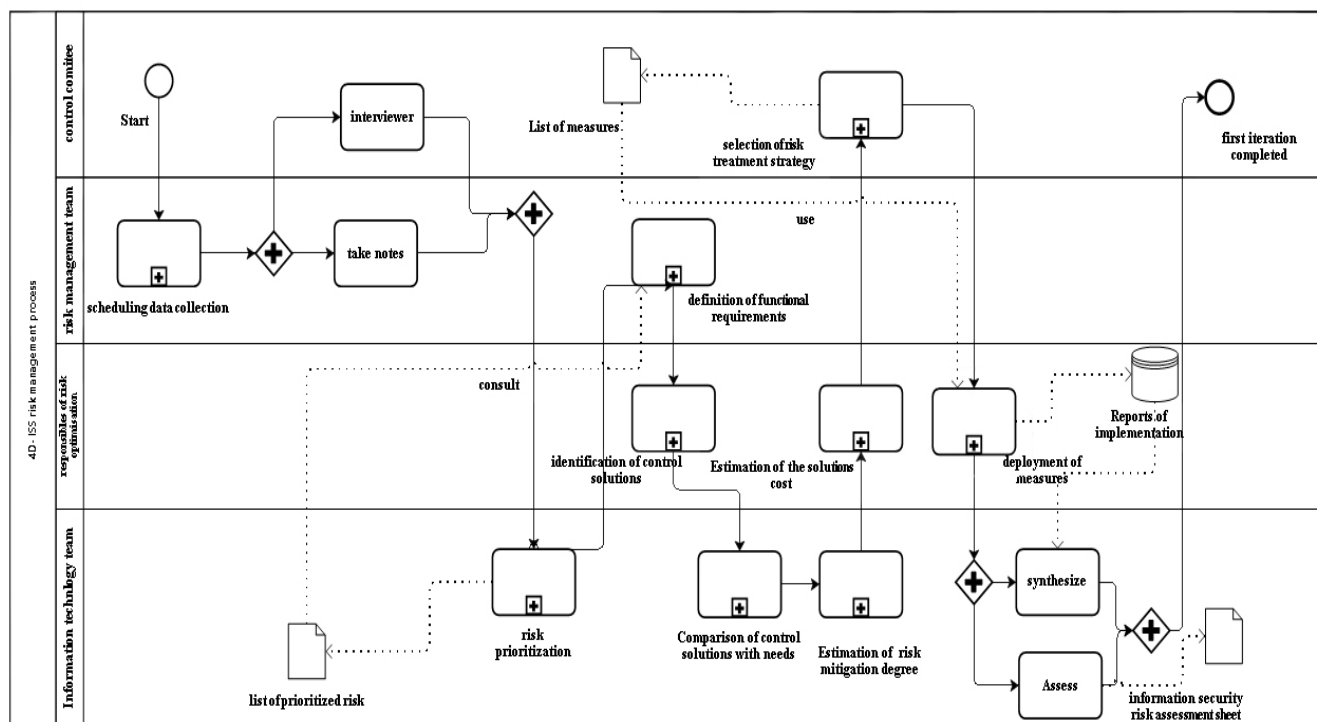 4D - ISS risk management process
control comitee
Start
interviewer
List of measures
selection of risk
treatment strategy
first iteration
completed
risk management team
scheduling data collection
take notes
use
definition of functional
requirements
responsibles of risk
optimisation
consult
identification of control
solutions
Estimation of the solutions
cost
deployment of
measures
Reports of
implementation
Information technlogy team
list of prioritized risk
risk
prioritization
Comparison of control
solutions with needs
Estimation of risk
mitigation degree
synthesize
Assess
information security
risk assessment sheet